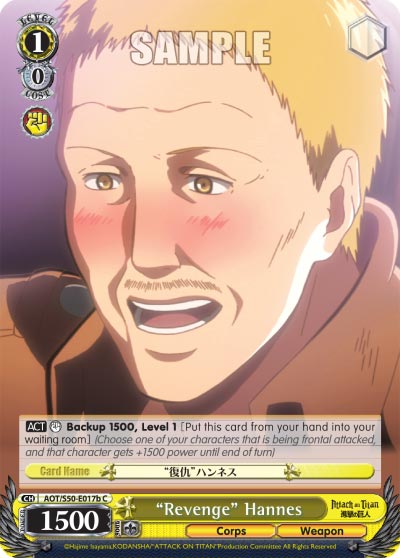 LEVEL
1
SAMPLE
0
COST
ACT Backup 1500, Level 1 [Put this card from your hand into your
waiting room] (Choose one of your characters that is being frontal attacked,
and that character gets +1500 power until end of turn)
Card Name
“復仇”ハンネス
CH AOT/S50-E017b C
1500
“Revenge” Hannes
Attack on Titan
進撃の巨人
Corps
Weapon
©Hajime Isayama,KODANSHA/“ATTACK ON TITAN”Production Committee All Rights Reserved